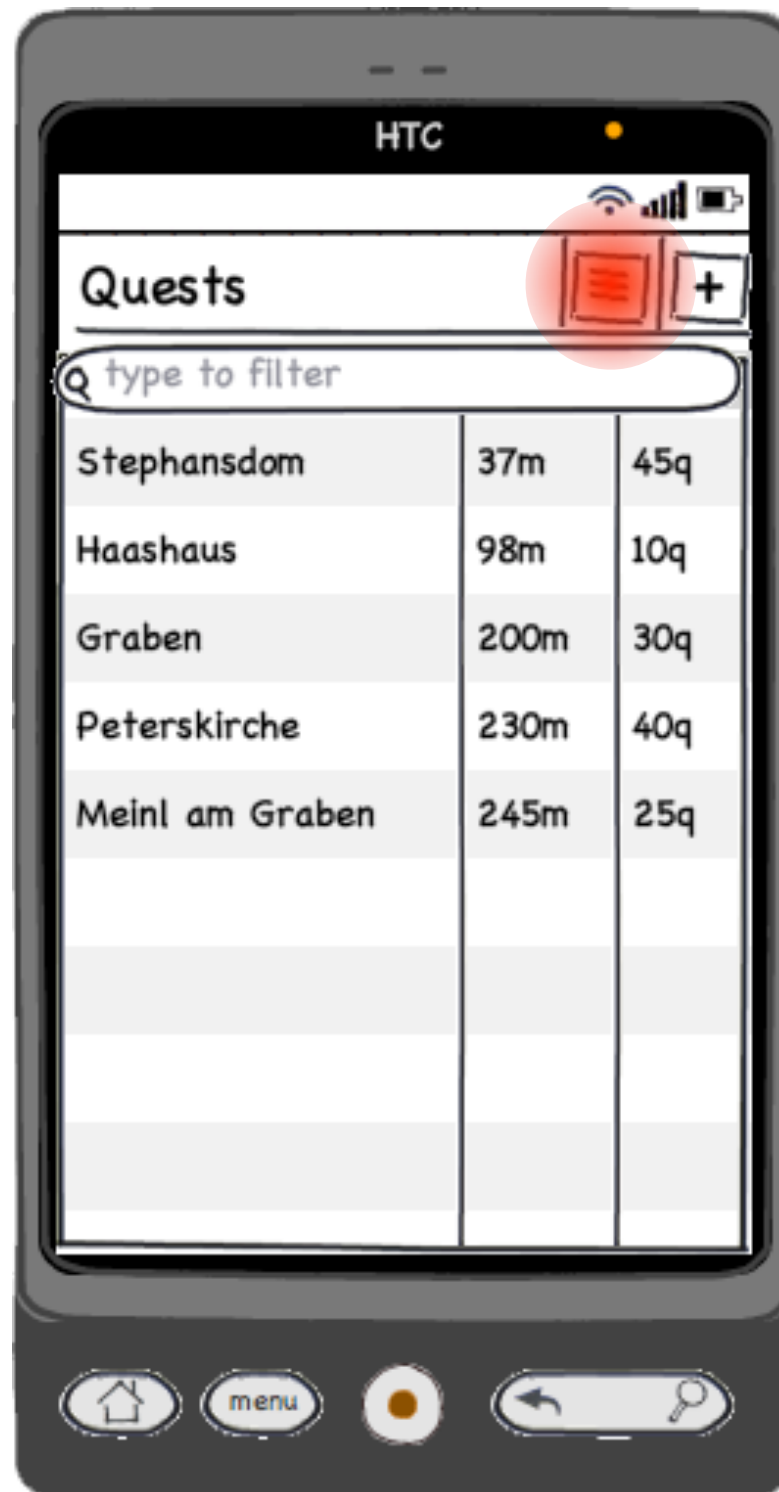 HTC
Quests
+
type to filter
Stephansdom 37m 45q
Haashaus 98m 10q
Graben 200m 30q
Peterskirche 230m 40q
Meinl am Graben 245m 25q
menu